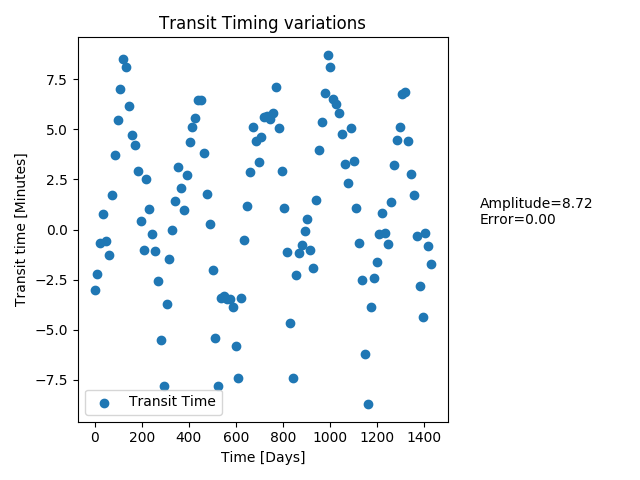 Transit Timing variations
Transit time [Minutes]
7.5
5.0
2.5
0.0
−2.5
−5.0
−7.5
Transit Time
0
200
400
600
800
1000
1200
1400
Time [Days]
Amplitude=8.72
Error=0.00